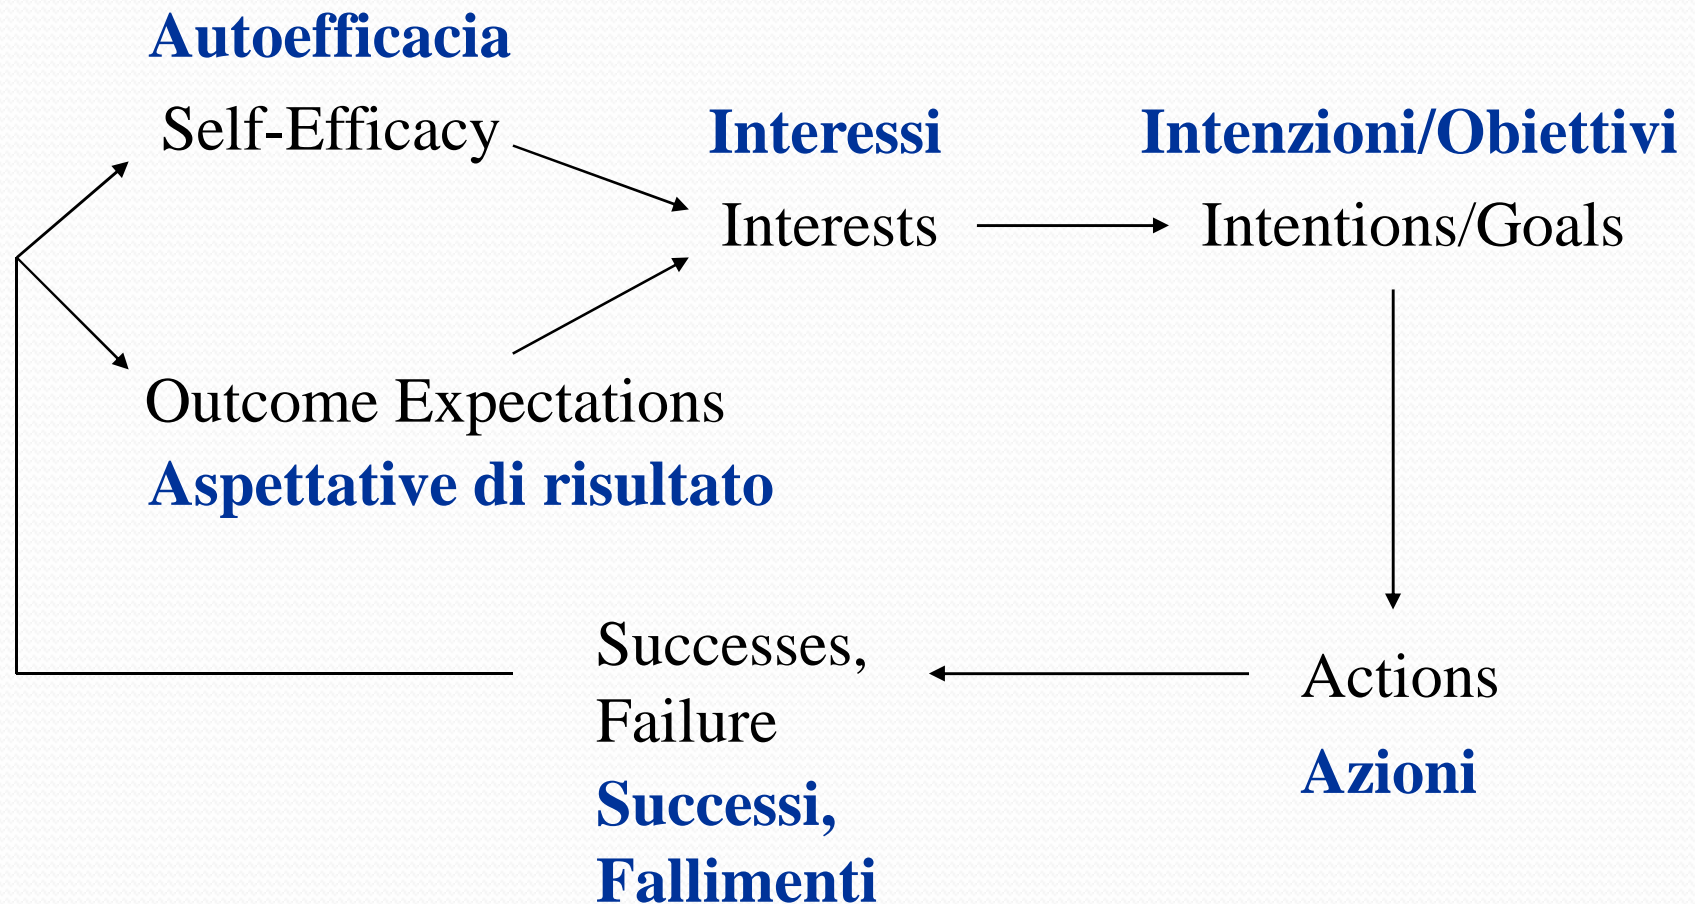 Autoefficacia
Self-Efficacy
Interessi
Intenzioni/Obiettivi
Interests
Intentions/Goals
Outcome Expectations
Aspettative di risultato
Successes,
Failure
Successi,
Fallimenti
Actions
Azioni